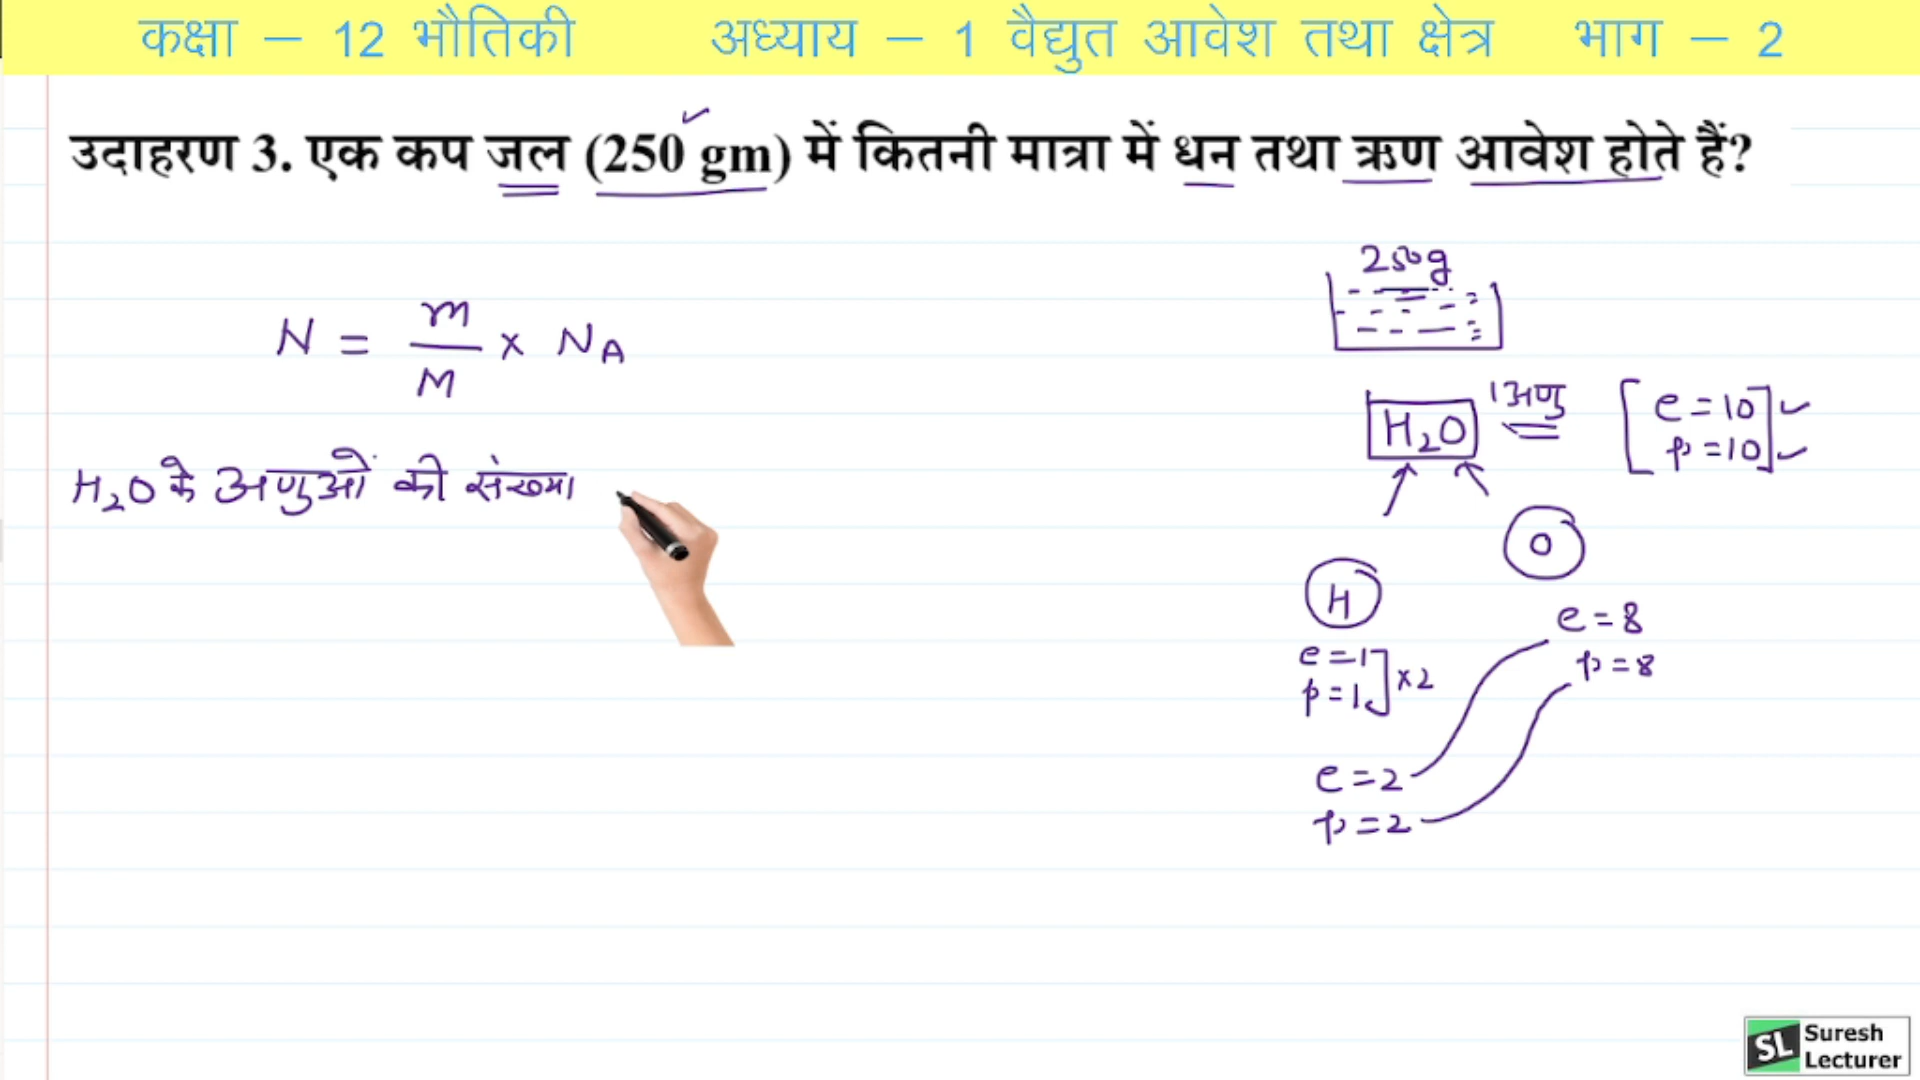 कक्षा – 12 भौतिकी अध्याय – 1 वैद्युत आवेश तथा क्षेत्र भाग – 2
उदाहरण 3. एक कप जल (250 gm) में कितनी मात्रा में धन तथा ऋण आवेश होते हैं?
250g
N = m/M × NA
H2O 1 अणु [e = 10]
[p = 10]
H2O के अणुओं की संख्या
O
H
e = 8
p = 8
e = 1
p = 1 ] × 2
e = 2
p = 2
SL Suresh
Lecturer